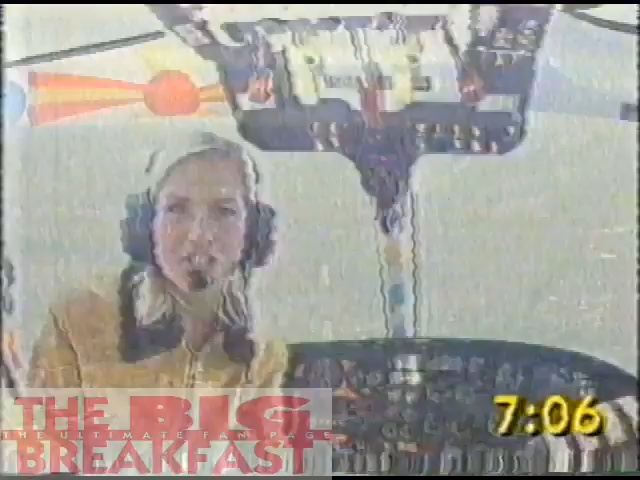 7:06
THE BIG
THE ULTIMATE FAN PAGE
BREAKFAST